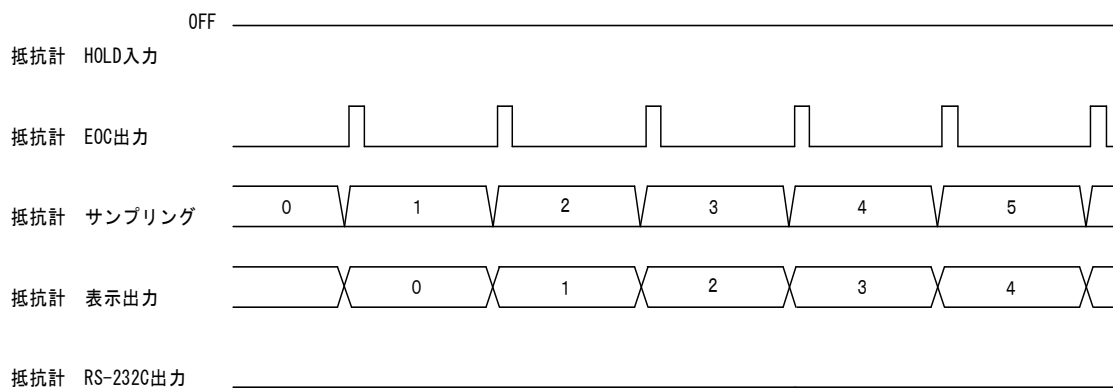 OFF
抵抗計 HOLD入力
抵抗計 EOC出力
抵抗計 サンプリング 0 1 2 3 4 5
抵抗計 表示出力 0 1 2 3 4
抵抗計 RS-232C出力